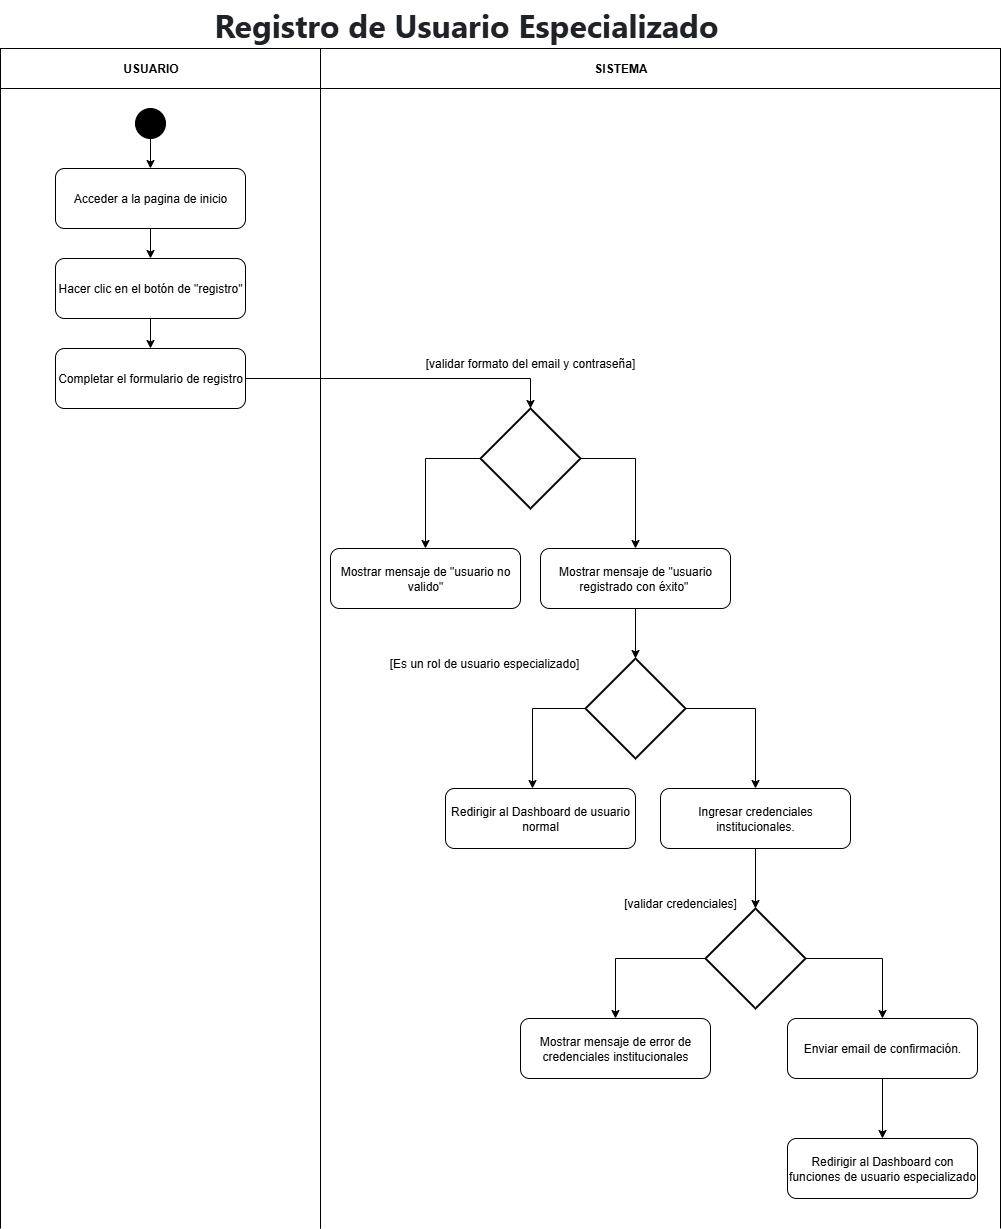 Registro de Usuario Especializado
USUARIO
SISTEMA
Acceder a la pagina de inicio
Hacer clic en el botón de "registro"
Completar el formulario de registro
[validar formato del email y contraseña]
Mostrar mensaje de "usuario no
valido"
Mostrar mensaje de "usuario
registrado con éxito"
[Es un rol de usuario especializado]
Redirigir al Dashboard de usuario
normal
Ingresar credenciales
institucionales.
[validar credenciales]
Mostrar mensaje de error de
credenciales institucionales
Enviar email de confirmación.
Redirigir al Dashboard con
funciones de usuario especializado